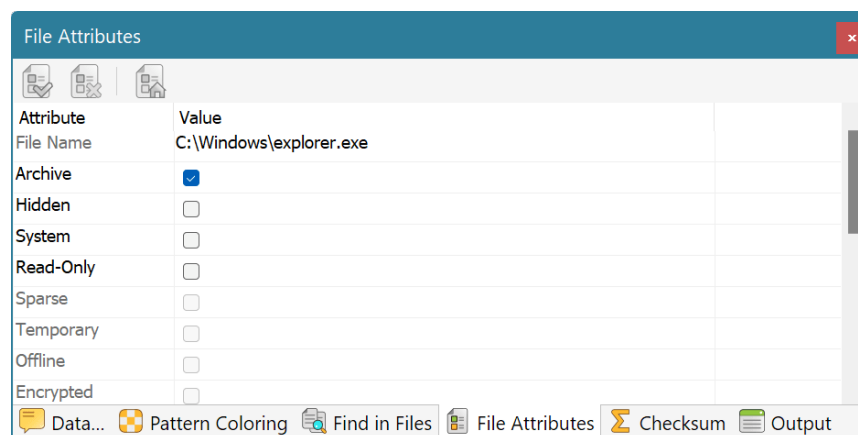 File Attributes
Attribute Value
File Name C:\Windows\explorer.exe
Archive
Hidden
System
Read-Only
Sparse
Temporary
Offline
Encrypted
Data... Pattern Coloring Find in Files File Attributes Checksum Output